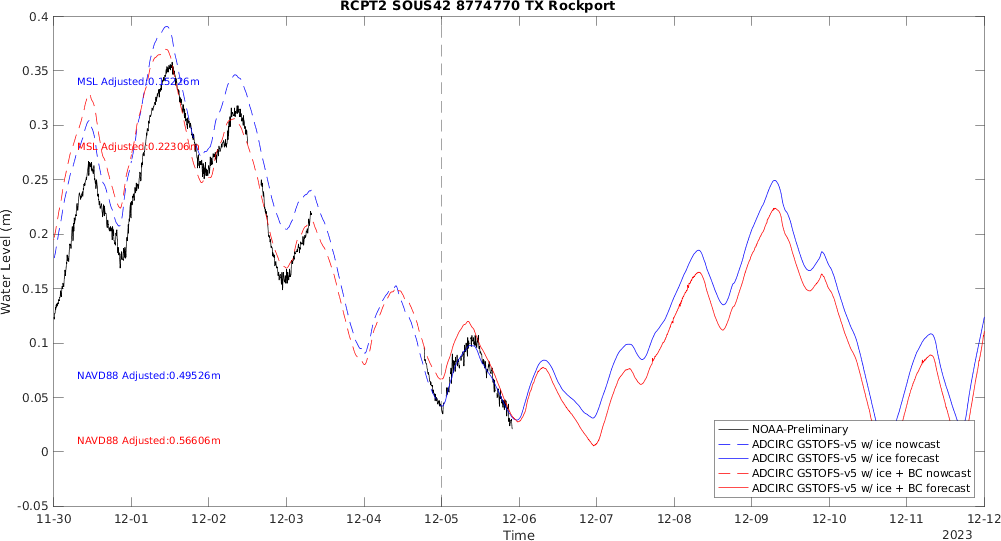 RCPT2 SOUS42 8774770 TX Rockport
0.4
0.35
0.3
0.25
0.2
0.15
0.1
0.05
0
-0.05
Water Level (m)
MSL Adjusted:0.15226m
MSL Adjusted:0.22306m
NAVD88 Adjusted:0.49526m
NAVD88 Adjusted:0.56606m
NOAA-Preliminary
ADCIRC GSTOFS-v5 w/ ice nowcast
ADCIRC GSTOFS-v5 w/ ice forecast
ADCIRC GSTOFS-v5 w/ ice + BC nowcast
ADCIRC GSTOFS-v5 w/ ice + BC forecast
11-30 12-01 12-02 12-03 12-04 12-05 12-06 12-07 12-08 12-09 12-10 12-11 12-12
Time
2023